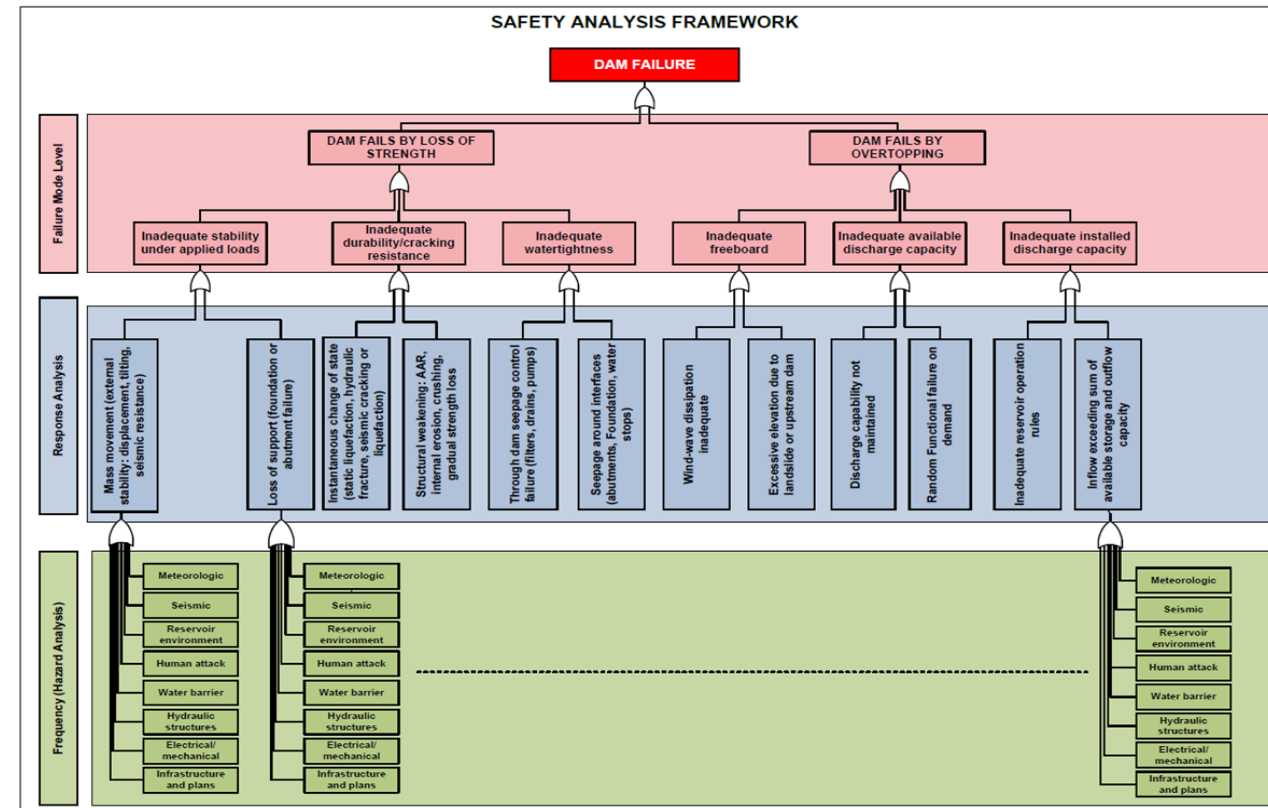 SAFETY ANALYSIS FRAMEWORK
DAM FAILURE
Failure Mode Level
DAM FAILS BY LOSS OF
STRENGTH
DAM FAILS BY
OVERTOPPING
Inadequate stability
under applied loads
Inadequate
durability/cracking
resistance
Inadequate
watertightness
Inadequate
freeboard
Inadequate available
discharge capacity
Inadequate installed
discharge capacity
Response Analysis
Mass movement (external
stability: displacement, tilting,
seismic resistance)
Loss of support (foundation or
abutment failure)
Instantaneous change of state
(static liquefaction, hydraulic
fracture, seismic cracking or
liquefaction)
Structural weakening: AAR,
internal erosion, crushing,
gradual strength loss
Through dam seepage control
failure (filters, drains, pumps)
Seepage around interfaces
(abutments, Foundation, water
stops)
Wind-wave dissipation
inadequate
Excessive elevation due to
landslide or upstream dam
Discharge capability not
maintained
Random Functional failure on
demand
Inadequate reservoir operation
rules
Inflow exceeding sum of
available storage and outflow
capacity
Frequency (Hazard Analysis)
Meteorologic
Seismic
Reservoir
environment
Human attack
Water barrier
Hydraulic
structures
Electrical/
mechanical
Infrastructure
and plans
Meteorologic
Seismic
Reservoir
environment
Human attack
Water barrier
Hydraulic
structures
Electrical/
mechanical
Infrastructure
and plans
Meteorologic
Seismic
Reservoir
environment
Human attack
Water barrier
Hydraulic
structures
Electrical/
mechanical
Infrastructure
and plans